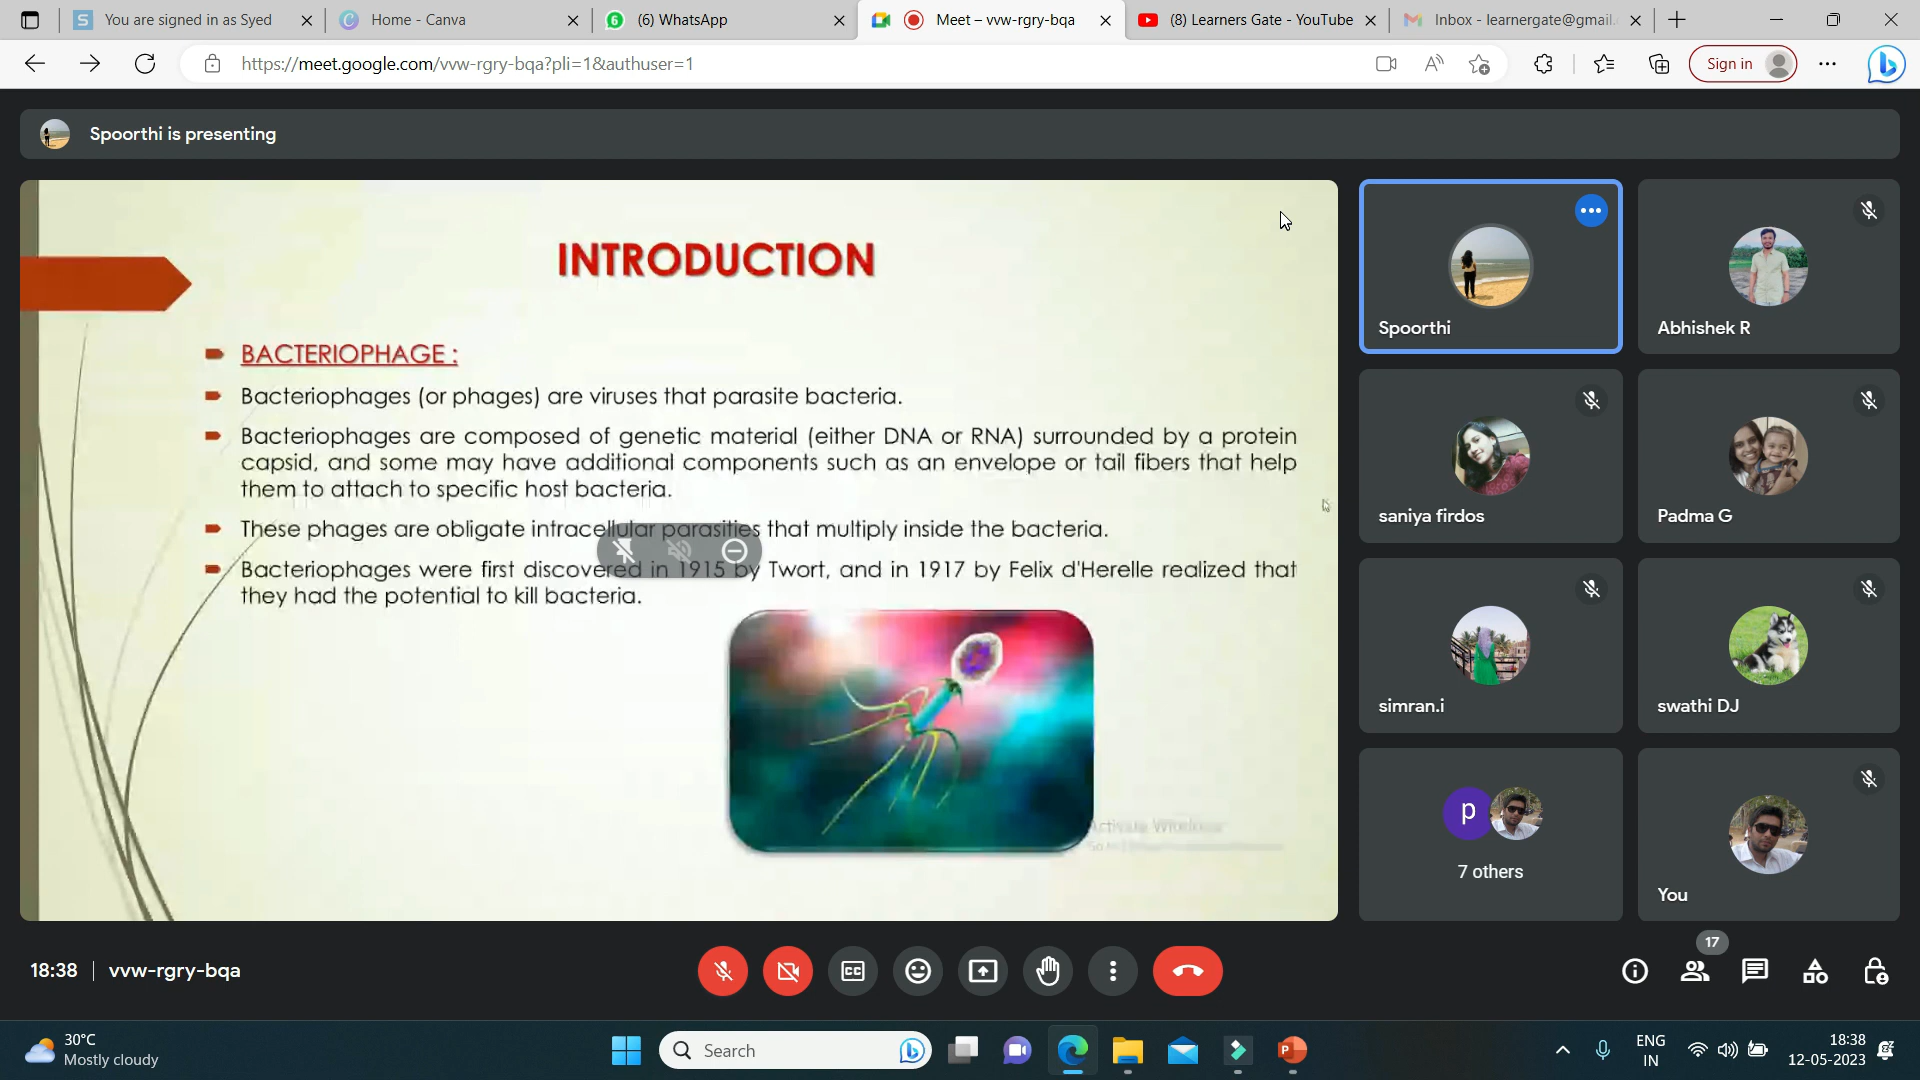 You are signed in as Syed
Home - Canva
(6) WhatsApp
Meet – vvw-rgry-bqa
(8) Learners Gate - YouTube
Inbox - learnergate@gmail.
https://meet.google.com/vvw-rgry-bqa?pli=1&authuser=1
Sign in
Spoorthi is presenting
INTRODUCTION
BACTERIOPHAGE :
Bacteriophages (or phages) are viruses that parasite bacteria.
Bacteriophages are composed of genetic material (either DNA or RNA) surrounded by a protein
capsid, and some may have additional components such as an envelope or tail fibers that help
them to attach to specific host bacteria.
These phages are obligate intracellular parasities that multiply inside the bacteria.
Bacteriophages were first discovered in 1915 by Twort, and in 1917 by Felix d'Herelle realized that
they had the potential to kill bacteria.
Activate Windows
Spoorthi
Abhishek R
saniya firdos
Padma G
simran.i
swathi DJ
p
7 others
You
18:38
vvw-rgry-bqa
17
30°C
Mostly cloudy
Search
ENG
IN
18:38
12-05-2023